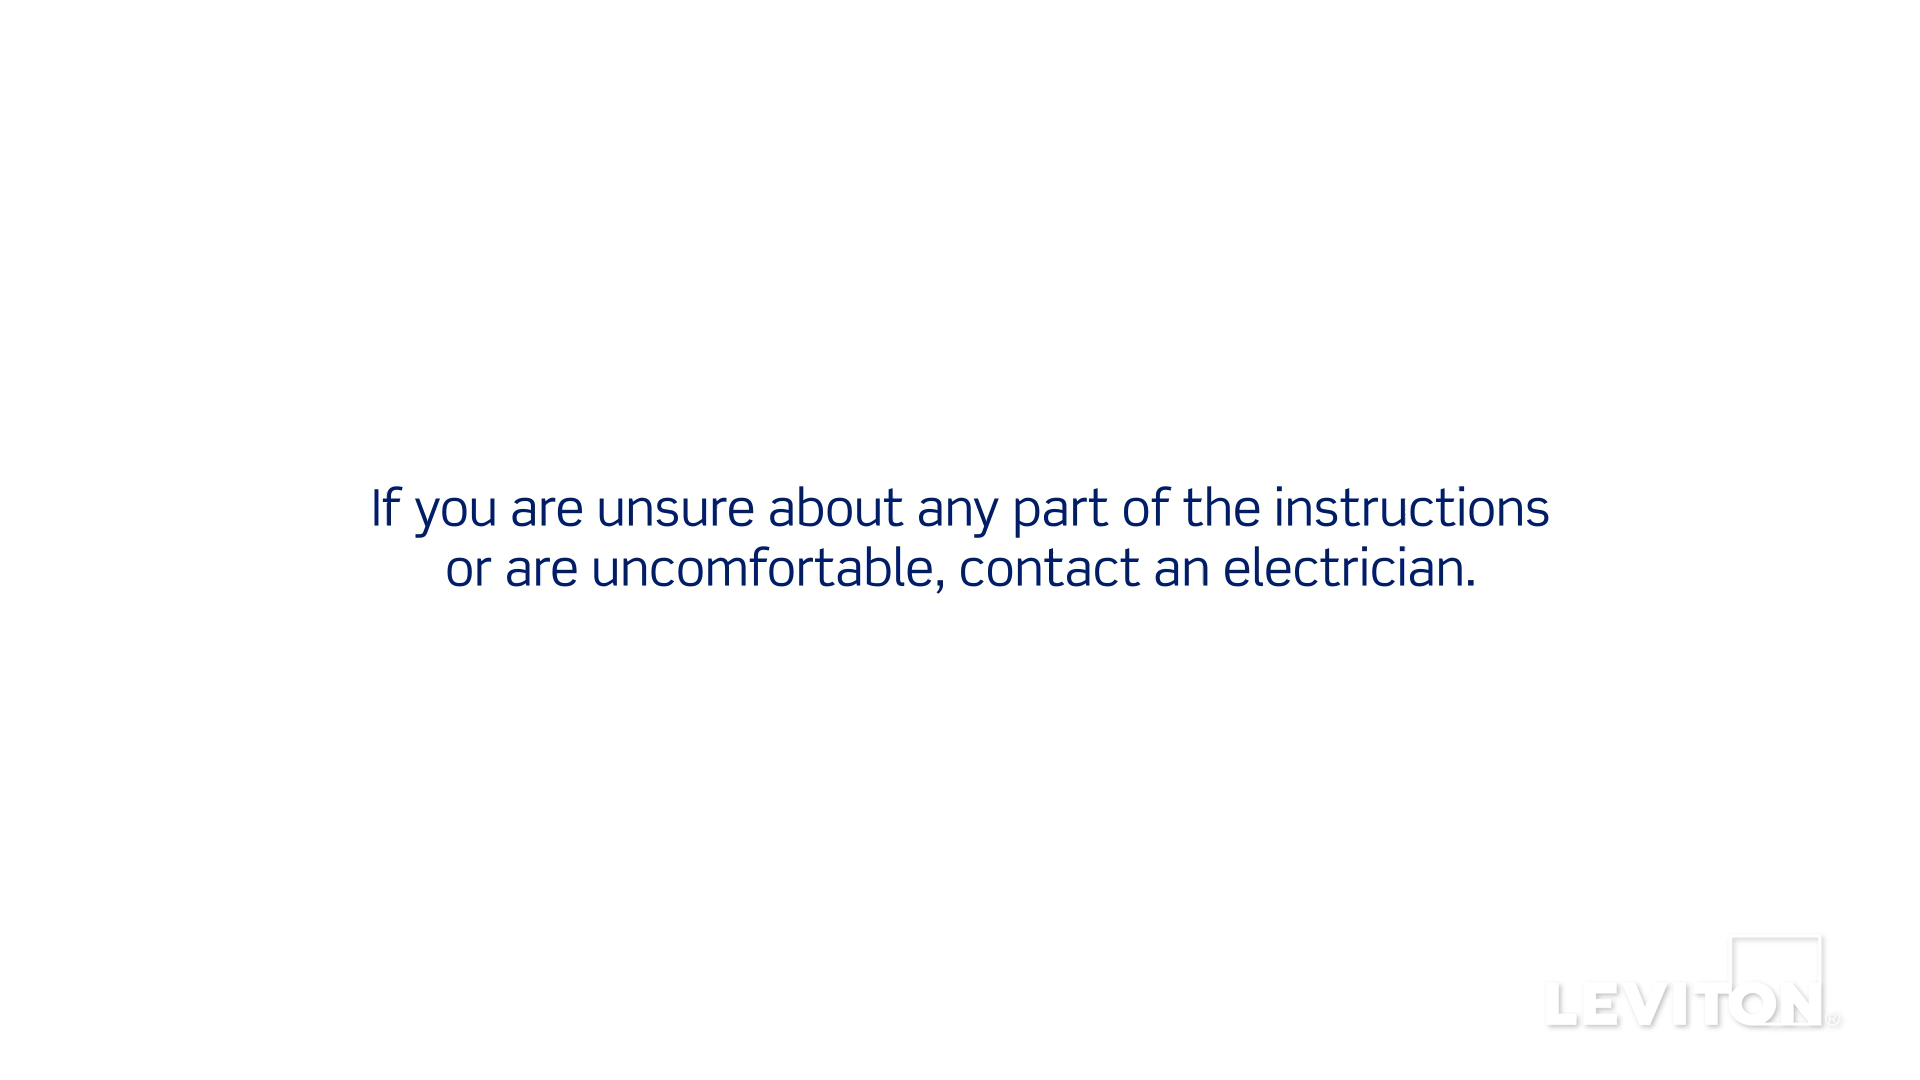 If you are unsure about any part of the instructions
or are uncomfortable, contact an electrician.
LEVITON®